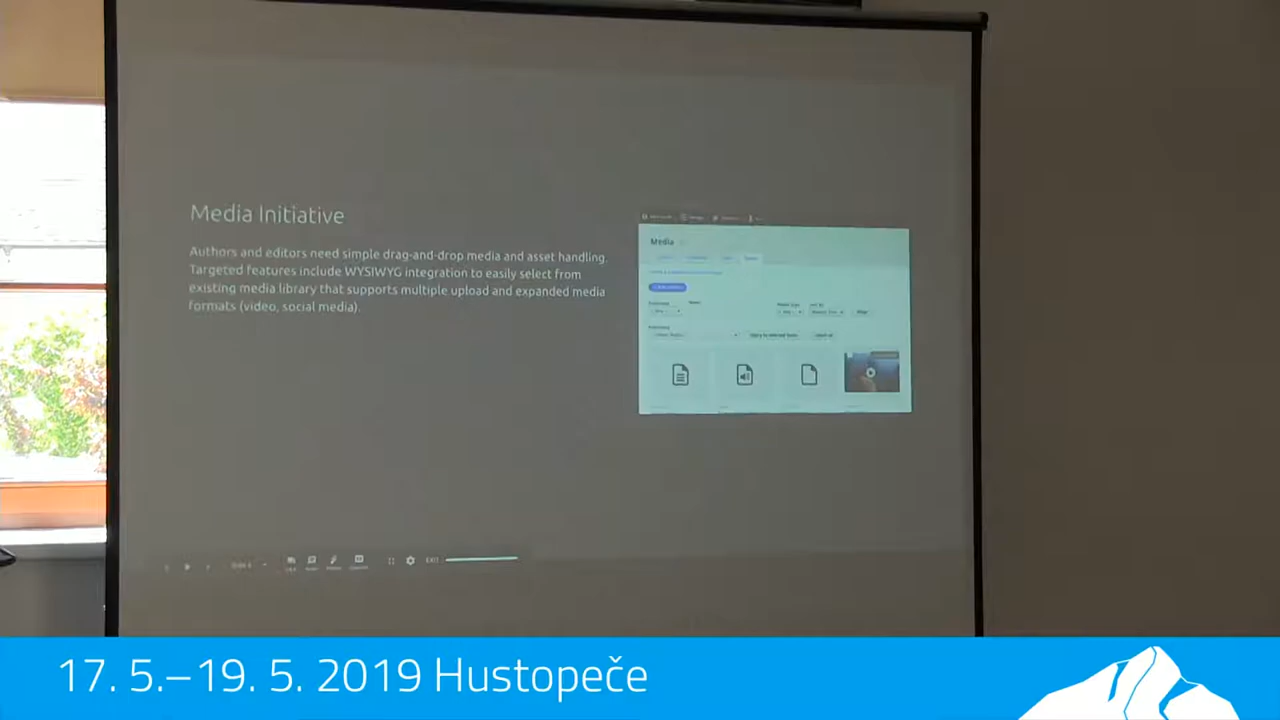 Media Initiative
Authors and editors need simple drag-and-drop media and asset handling.
Targeted features include WYSIWYG integration to easily select from
existing media library that supports multiple upload and expanded media
formats (video, social media).
Media
EXIT
17. 5.–19. 5. 2019 Hustopeče